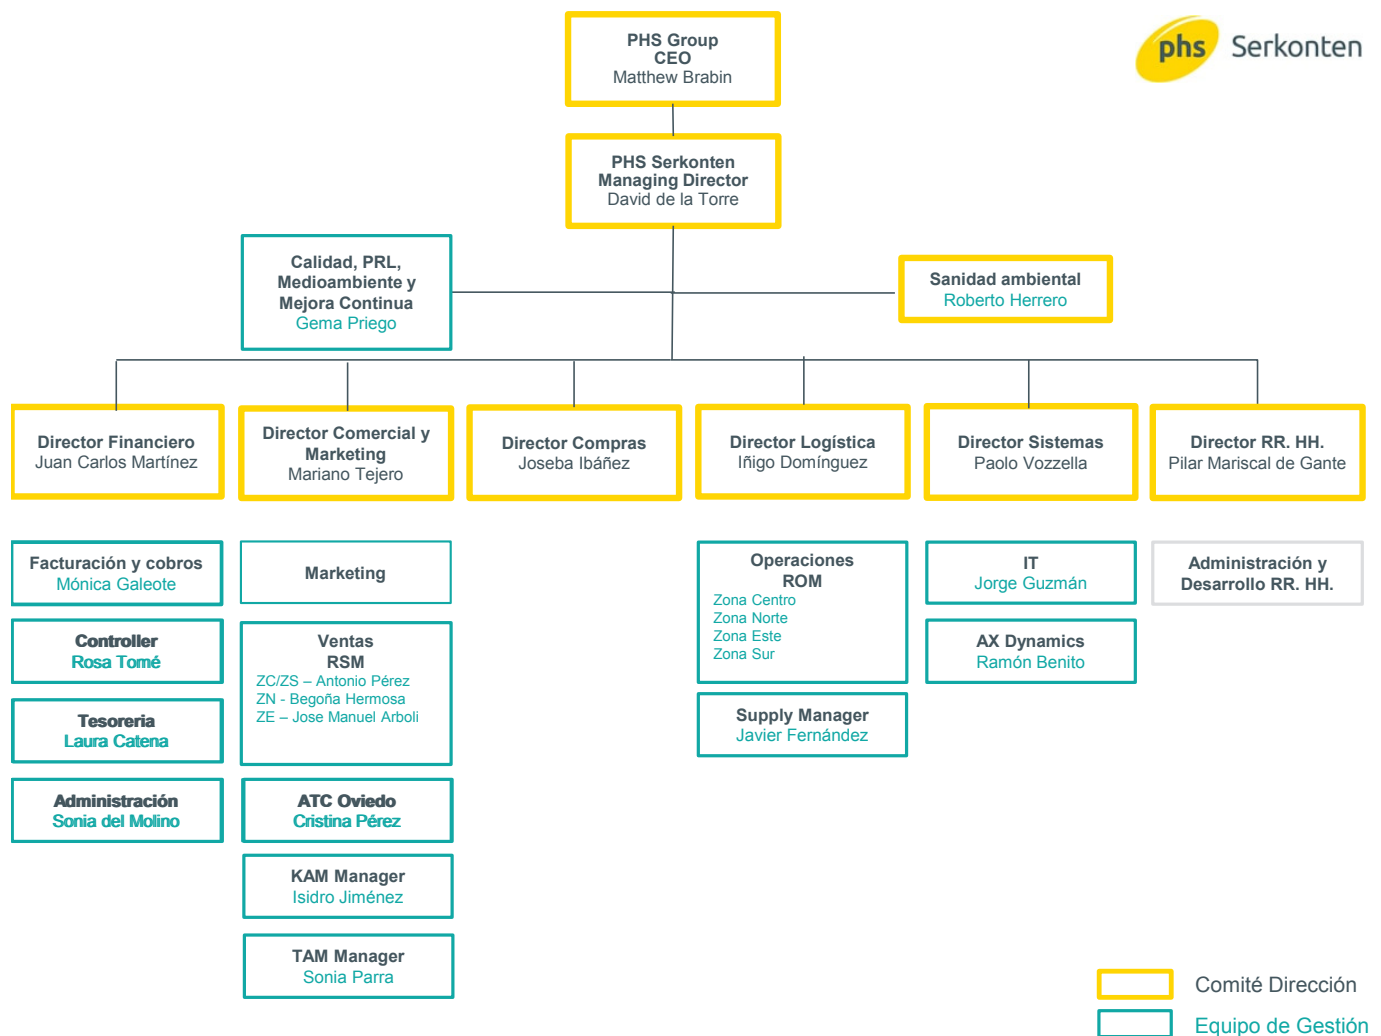 PHS Group
CEO
Matthew Brabin
phs Serkonten
PHS Serkonten
Managing Director
David de la Torre
Calidad, PRL,
Medioambiente y
Mejora Continua
Gema Priego
Sanidad ambiental
Roberto Herrero
Director Financiero
Juan Carlos Martínez
Director Comercial y
Marketing
Mariano Tejero
Director Compras
Joseba Ibáñez
Director Logística
Iñigo Domínguez
Director Sistemas
Paolo Vozzella
Director RR. HH.
Pilar Mariscal de Gante
Facturación y cobros
Mónica Galeote
Controller
Rosa Tomé
Tesoreria
Laura Catena
Administración
Sonia del Molino
Marketing
Ventas
RSM
ZC/ZS – Antonio Pérez
ZN - Begoña Hermosa
ZE – Jose Manuel Arboli
ATC Oviedo
Cristina Pérez
KAM Manager
Isidro Jiménez
TAM Manager
Sonia Parra
Operaciones
ROM
Zona Centro
Zona Norte
Zona Este
Zona Sur
Supply Manager
Javier Fernández
IT
Jorge Guzmán
AX Dynamics
Ramón Benito
Administración y
Desarrollo RR. HH.
Comité Dirección
Equipo de Gestión